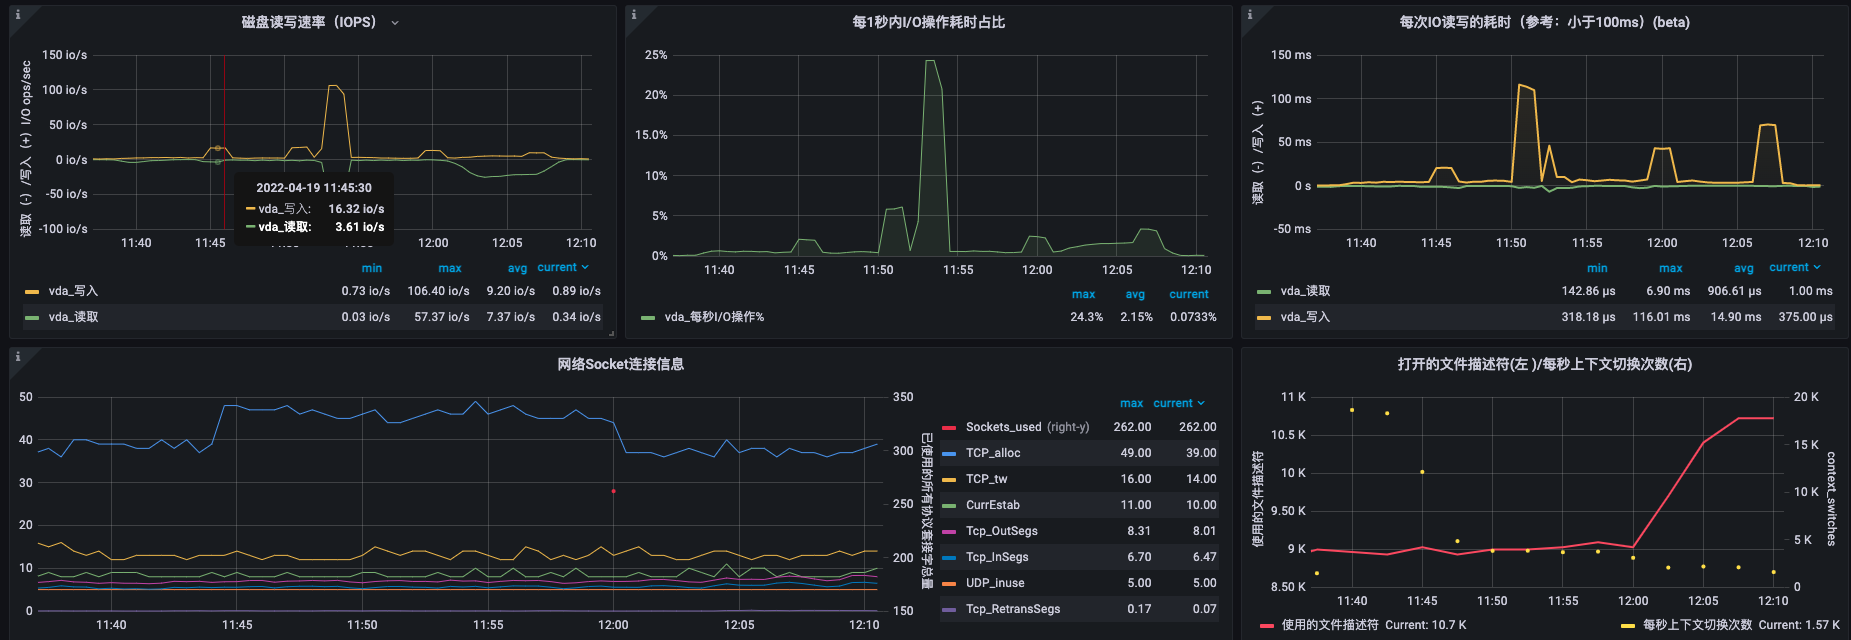 磁盘读写速率（IOPS）
读取（-）/写入（+）I/O ops/sec
150 io/s
100 io/s
50 io/s
0 io/s
-50 io/s
-100 io/s
11:40
11:45
12:00
12:05
12:10
2022-04-19 11:45:30
vda_写入: 16.32 io/s
vda_读取: 3.61 io/s
min max avg current
vda_写入 0.73 io/s 106.40 io/s 9.20 io/s 0.89 io/s
vda_读取 0.03 io/s 57.37 io/s 7.37 io/s 0.34 io/s
每1秒内I/O操作耗时占比
25%
20%
15.0%
10%
5%
0%
11:40 11:45 11:50 11:55 12:00 12:05 12:10
max avg current
vda_每秒I/O操作% 24.3% 2.15% 0.0733%
每次IO读写的耗时（参考：小于100ms）(beta)
读取（-）/写入（+）
150 ms
100 ms
50 ms
0 s
-50 ms
11:40 11:45 11:50 11:55 12:00 12:05 12:10
min max avg current
vda_读取 142.86 µs 6.90 ms 906.61 µs 1.00 ms
vda_写入 318.18 µs 116.01 ms 14.90 ms 375.00 µs
网络Socket连接信息
50
40
30
20
10
0
350
300
250
200
150
已使用的所有协议套接字总量
11:40 11:45 11:50 11:55 12:00 12:05 12:10
max current
Sockets_used (right-y) 262.00 262.00
TCP_alloc 49.00 39.00
TCP_tw 16.00 14.00
CurrEstab 11.00 10.00
Tcp_OutSegs 8.31 8.01
Tcp_InSegs 6.70 6.47
UDP_inuse 5.00 5.00
Tcp_RetransSegs 0.17 0.07
打开的文件描述符(左 )/每秒上下文切换次数(右)
使用的文件描述符
11 K
10.5 K
10 K
9.50 K
9 K
8.50 K
20 K
15 K
10 K
5 K
0
context_switches
11:40 11:45 11:50 11:55 12:00 12:05 12:10
使用的文件描述符 Current: 10.7 K
每秒上下文切换次数 Current: 1.57 K